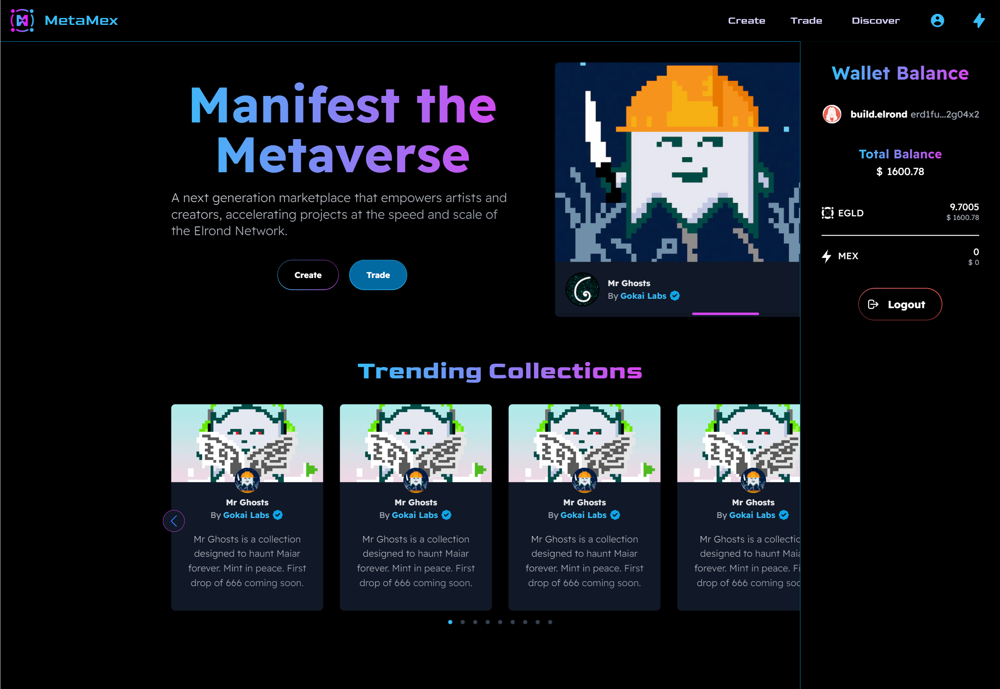 MetaMex
Create
Trade
Discover
Manifest the
Metaverse
A next generation marketplace that empowers artists and
creators, accelerating projects at the speed and scale of
the Elrond Network.
Create
Trade
Mr Ghosts
By Gokai Labs
Wallet Balance
build.elrond erd1fu...2g04x2
Total Balance
$ 1600.78
EGLD
9.7005
$ 1600.78
MEX
0
$ 0
Logout
Trending Collections
Mr Ghosts
By Gokai Labs
Mr Ghosts is a collection
designed to haunt Maiar
forever. Mint in peace. First
drop of 666 coming soon.
Mr Ghosts
By Gokai Labs
Mr Ghosts is a collection
designed to haunt Maiar
forever. Mint in peace. First
drop of 666 coming soon.
Mr Ghosts
By Gokai Labs
Mr Ghosts is a collection
designed to haunt Maiar
forever. Mint in peace. First
drop of 666 coming soon.
Mr Ghosts
By Gokai Labs
Mr Ghosts is a
designed to haunt
forever. Mint in peace.
drop of 666 coming